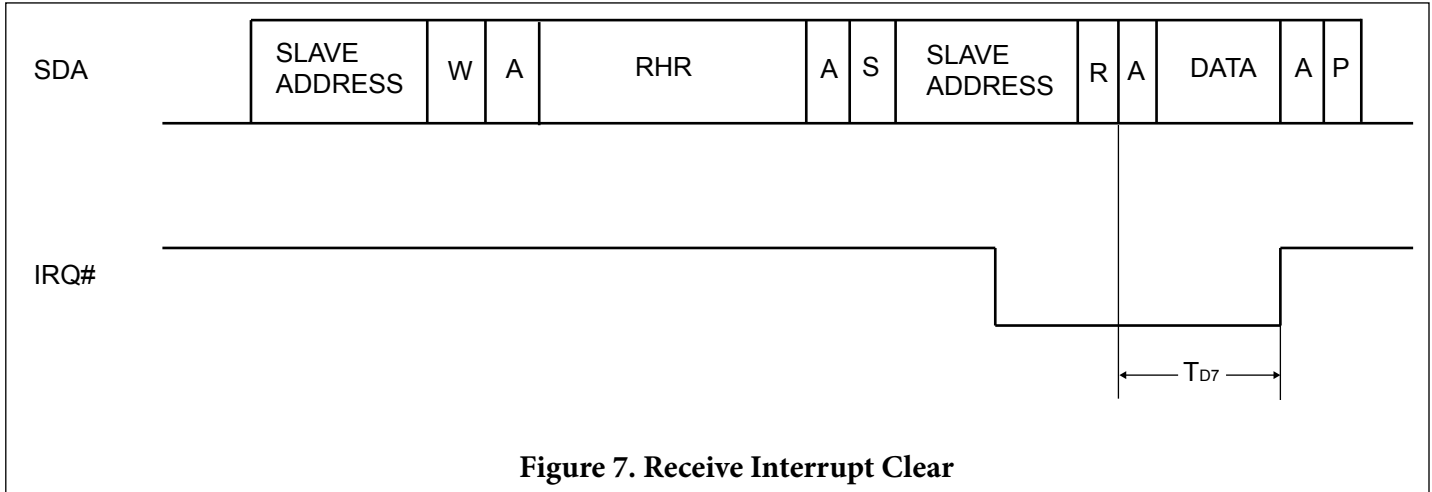 SDA
SLAVE
ADDRESS
W
A
RHR
A
S
SLAVE
ADDRESS
R
A
DATA
A
P
IRQ#
TD7
Figure 7. Receive Interrupt Clear